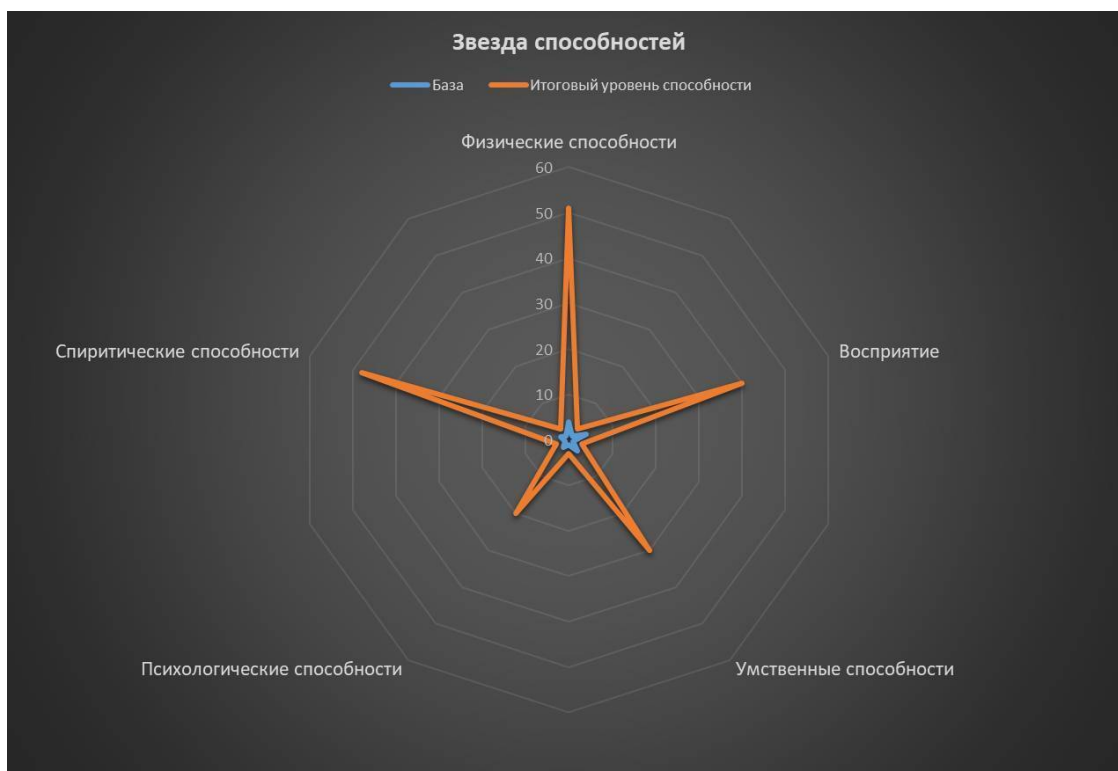 Звезда способностей
База Итоговый уровень способности
Физические способности
60
50
40
30
20
10
0
Спиритические способности
Восприятие
Психологические способности
Умственные способности